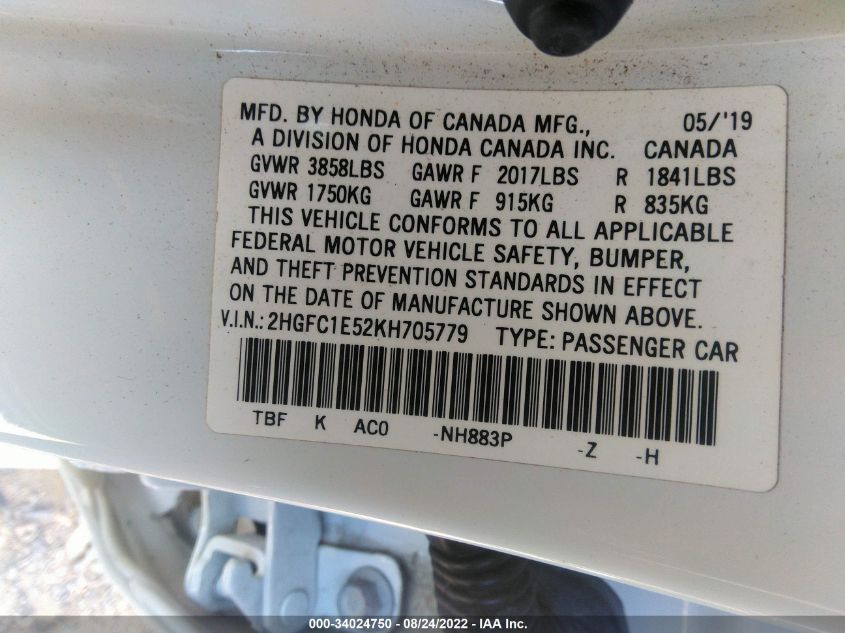 MFD. BY HONDA OF CANADA MFG., 05/'19
A DIVISION OF HONDA CANADA INC. CANADA
GVWR 3858LBS GAWR F 2017LBS R 1841LBS
GVWR 1750KG GAWR F 915KG R 835KG
THIS VEHICLE CONFORMS TO ALL APPLICABLE
FEDERAL MOTOR VEHICLE SAFETY, BUMPER,
AND THEFT PREVENTION STANDARDS IN EFFECT
ON THE DATE OF MANUFACTURE SHOWN ABOVE.
V.I.N.: 2HGFC1E52KH705779 TYPE: PASSENGER CAR
TBF K AC0 -NH883P -Z -H
000-34024750 - 08/24/2022 - IAA Inc.